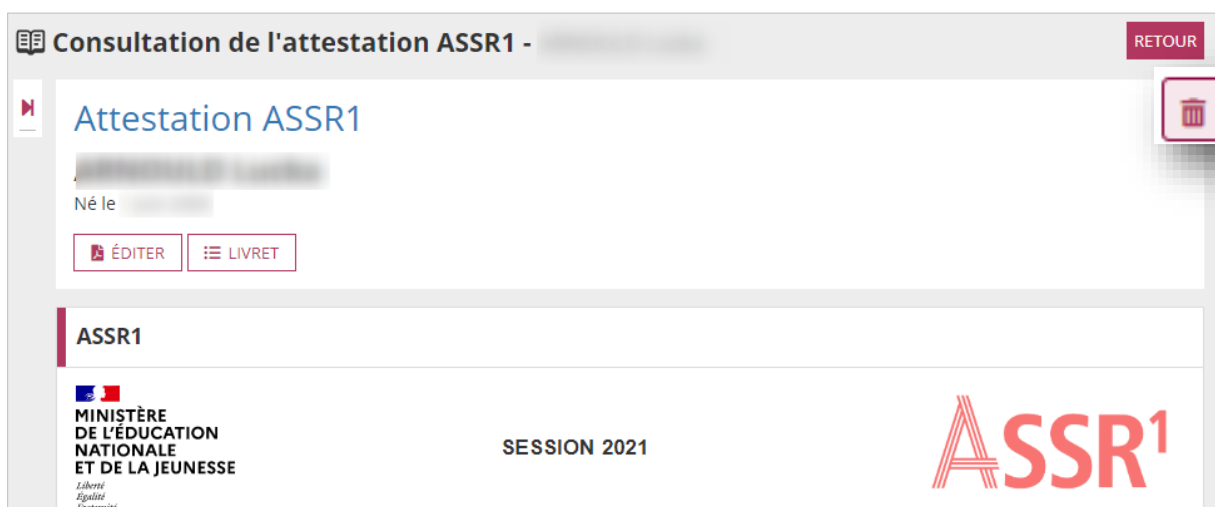 Consultation de l'attestation ASSR1 -
RETOUR
Attestation ASSR1
Né le
ÉDITER
LIVRET
ASSR1
MINISTÈRE
DE L'ÉDUCATION
NATIONALE
ET DE LA JEUNESSE
Liberté
Égalité
Fraternité
SESSION 2021
ASSR¹